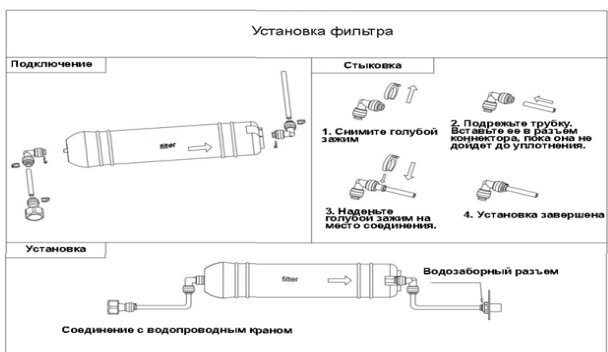 Установка фильтра
Подключение
filter
Стыковка
1. Снимите голубой
зажим
2. Подрежьте трубку.
Вставьте ее в разъем
коннектора, пока она не
дойдет до уплотнения.
3. Наденьте
голубой зажим на
место соединения.
4. Установка завершена
Установка
filter
Водозаборный разъем
Соединение с водопроводным краном